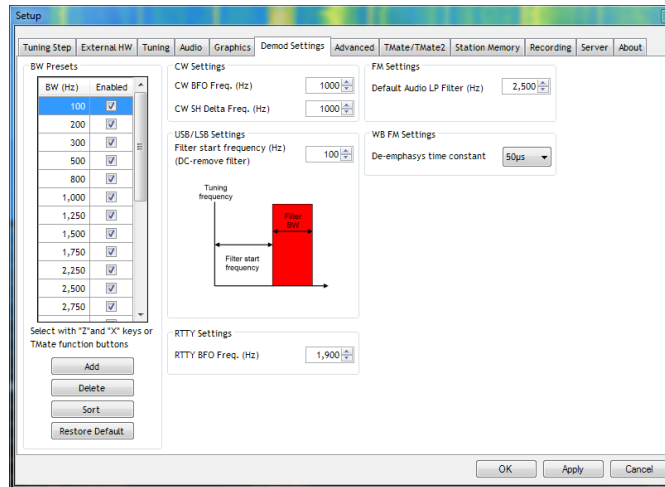 Setup
Tuning Step External HW Tuning Audio Graphics Demod Settings Advanced TMate/TMate2 Station Memory Recording Server About
BW Presets
BW (Hz) Enabled
100
200
300
500
800
1,000
1,250
1,500
1,750
2,250
2,500
2,750
Select with "Z"and "X" keys or
TMate function buttons
Add
Delete
Sort
Restore Default
CW Settings
CW BFO Freq. (Hz) 1000
CW SH Delta Freq. (Hz) 1000
USB/LSB Settings
Filter start frequency (Hz)
(DC-remove filter) 100
Tuning
frequency
Filter
BW
Filter start
frequency
RTTY Settings
RTTY BFO Freq. (Hz) 1,900
FM Settings
Default Audio LP Filter (Hz) 2,500
WB FM Settings
De-emphasys time constant 50µs
OK Apply Cancel